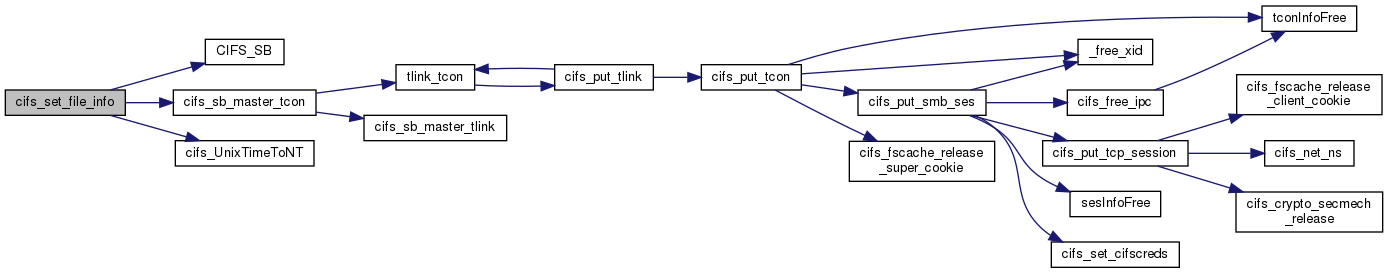 cifs_set_file_info
CIFS_SB
cifs_sb_master_tcon
cifs_UnixTimeToNT
tlink_tcon
cifs_sb_master_tlink
cifs_put_tlink
cifs_put_tcon
cifs_put_smb_ses
cifs_fscache_release
_super_cookie
tconInfoFree
_free_xid
cifs_free_ipc
cifs_put_tcp_session
sesInfoFree
cifs_set_cifscreds
cifs_fscache_release
_client_cookie
cifs_net_ns
cifs_crypto_secmech
_release